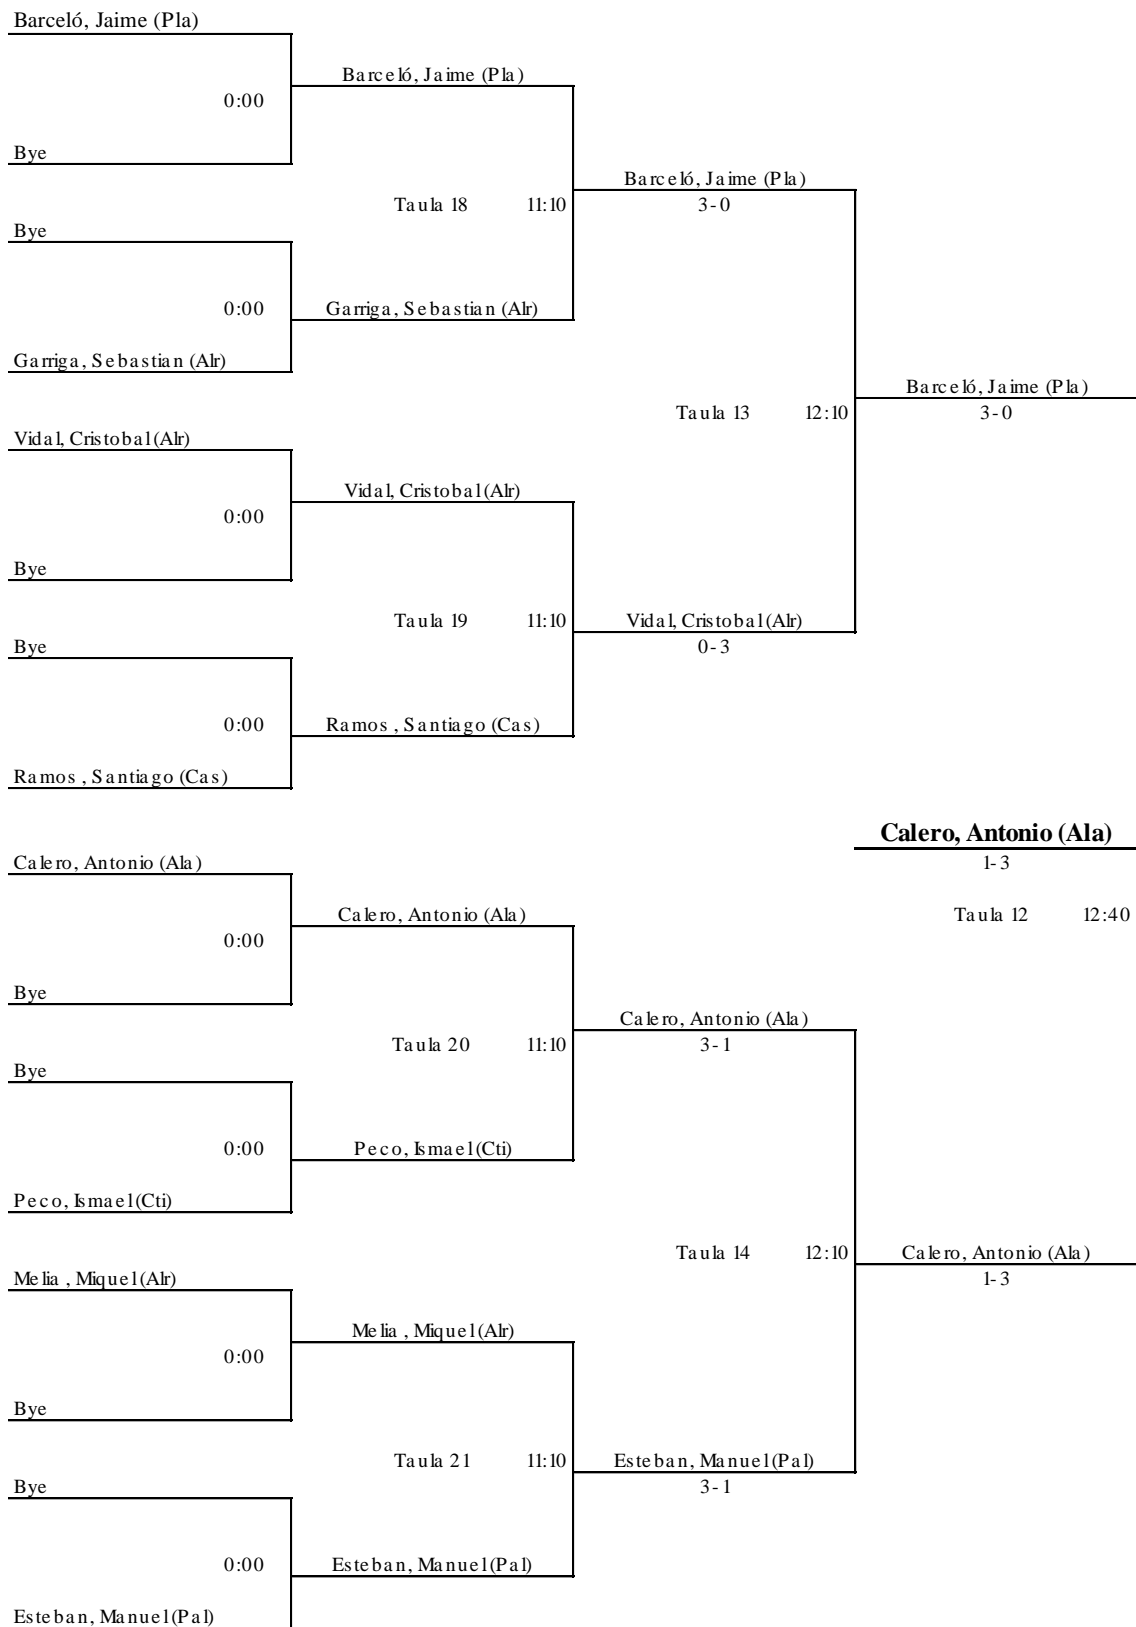 Barceló, Jaime (Pla)
Barceló, Jaime (Pla)
0:00
Bye
Barceló, Jaime (Pla)
Taula 18 11:10
3-0
Bye
0:00
Garriga, Sebastian (Alr)
Garriga, Sebastian (Alr)
Barceló, Jaime (Pla)
Taula 13 12:10
3-0
Vidal, Cristobal (Alr)
Vidal, Cristobal (Alr)
0:00
Bye
Taula 19 11:10
Vidal, Cristobal (Alr)
0-3
Bye
0:00
Ramos , Santiago (Cas)
Ramos , Santiago (Cas)
Calero, Antonio (Ala)
1-3
Calero, Antonio (Ala)
Calero, Antonio (Ala)
Taula 12 12:40
0:00
Bye
Calero, Antonio (Ala)
Taula 20 11:10
3-1
Bye
0:00
Peco, Ismael (Cti)
Peco, Ismael (Cti)
Taula 14 12:10
Calero, Antonio (Ala)
1-3
Melia , Miquel (Alr)
Melia , Miquel (Alr)
0:00
Bye
Taula 21 11:10
Esteban, Manuel (Pal)
3-1
Bye
0:00
Esteban, Manuel (Pal)
Esteban, Manuel (Pal)